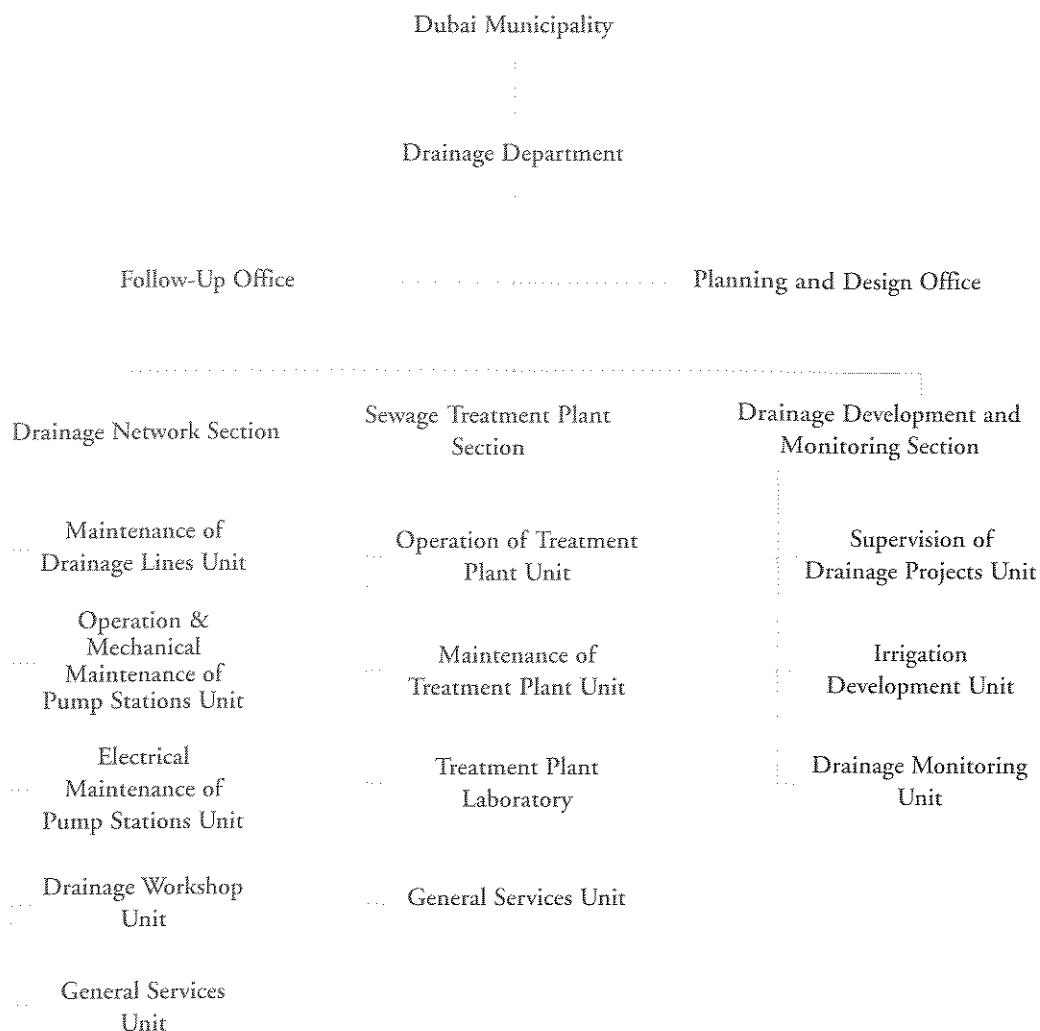 Dubai Municipality
Drainage Department
Follow-Up Office
Planning and Design Office
Drainage Network Section
Sewage Treatment Plant
Section
Drainage Development and
Monitoring Section
Maintenance of
Drainage Lines Unit
Operation &
Mechanical
Maintenance of
Pump Stations Unit
Electrical
Maintenance of
Pump Stations Unit
Drainage Workshop
Unit
General Services
Unit
Operation of Treatment
Plant Unit
Maintenance of
Treatment Plant Unit
Treatment Plant
Laboratory
General Services Unit
Supervision of
Drainage Projects Unit
Irrigation
Development Unit
Drainage Monitoring
Unit